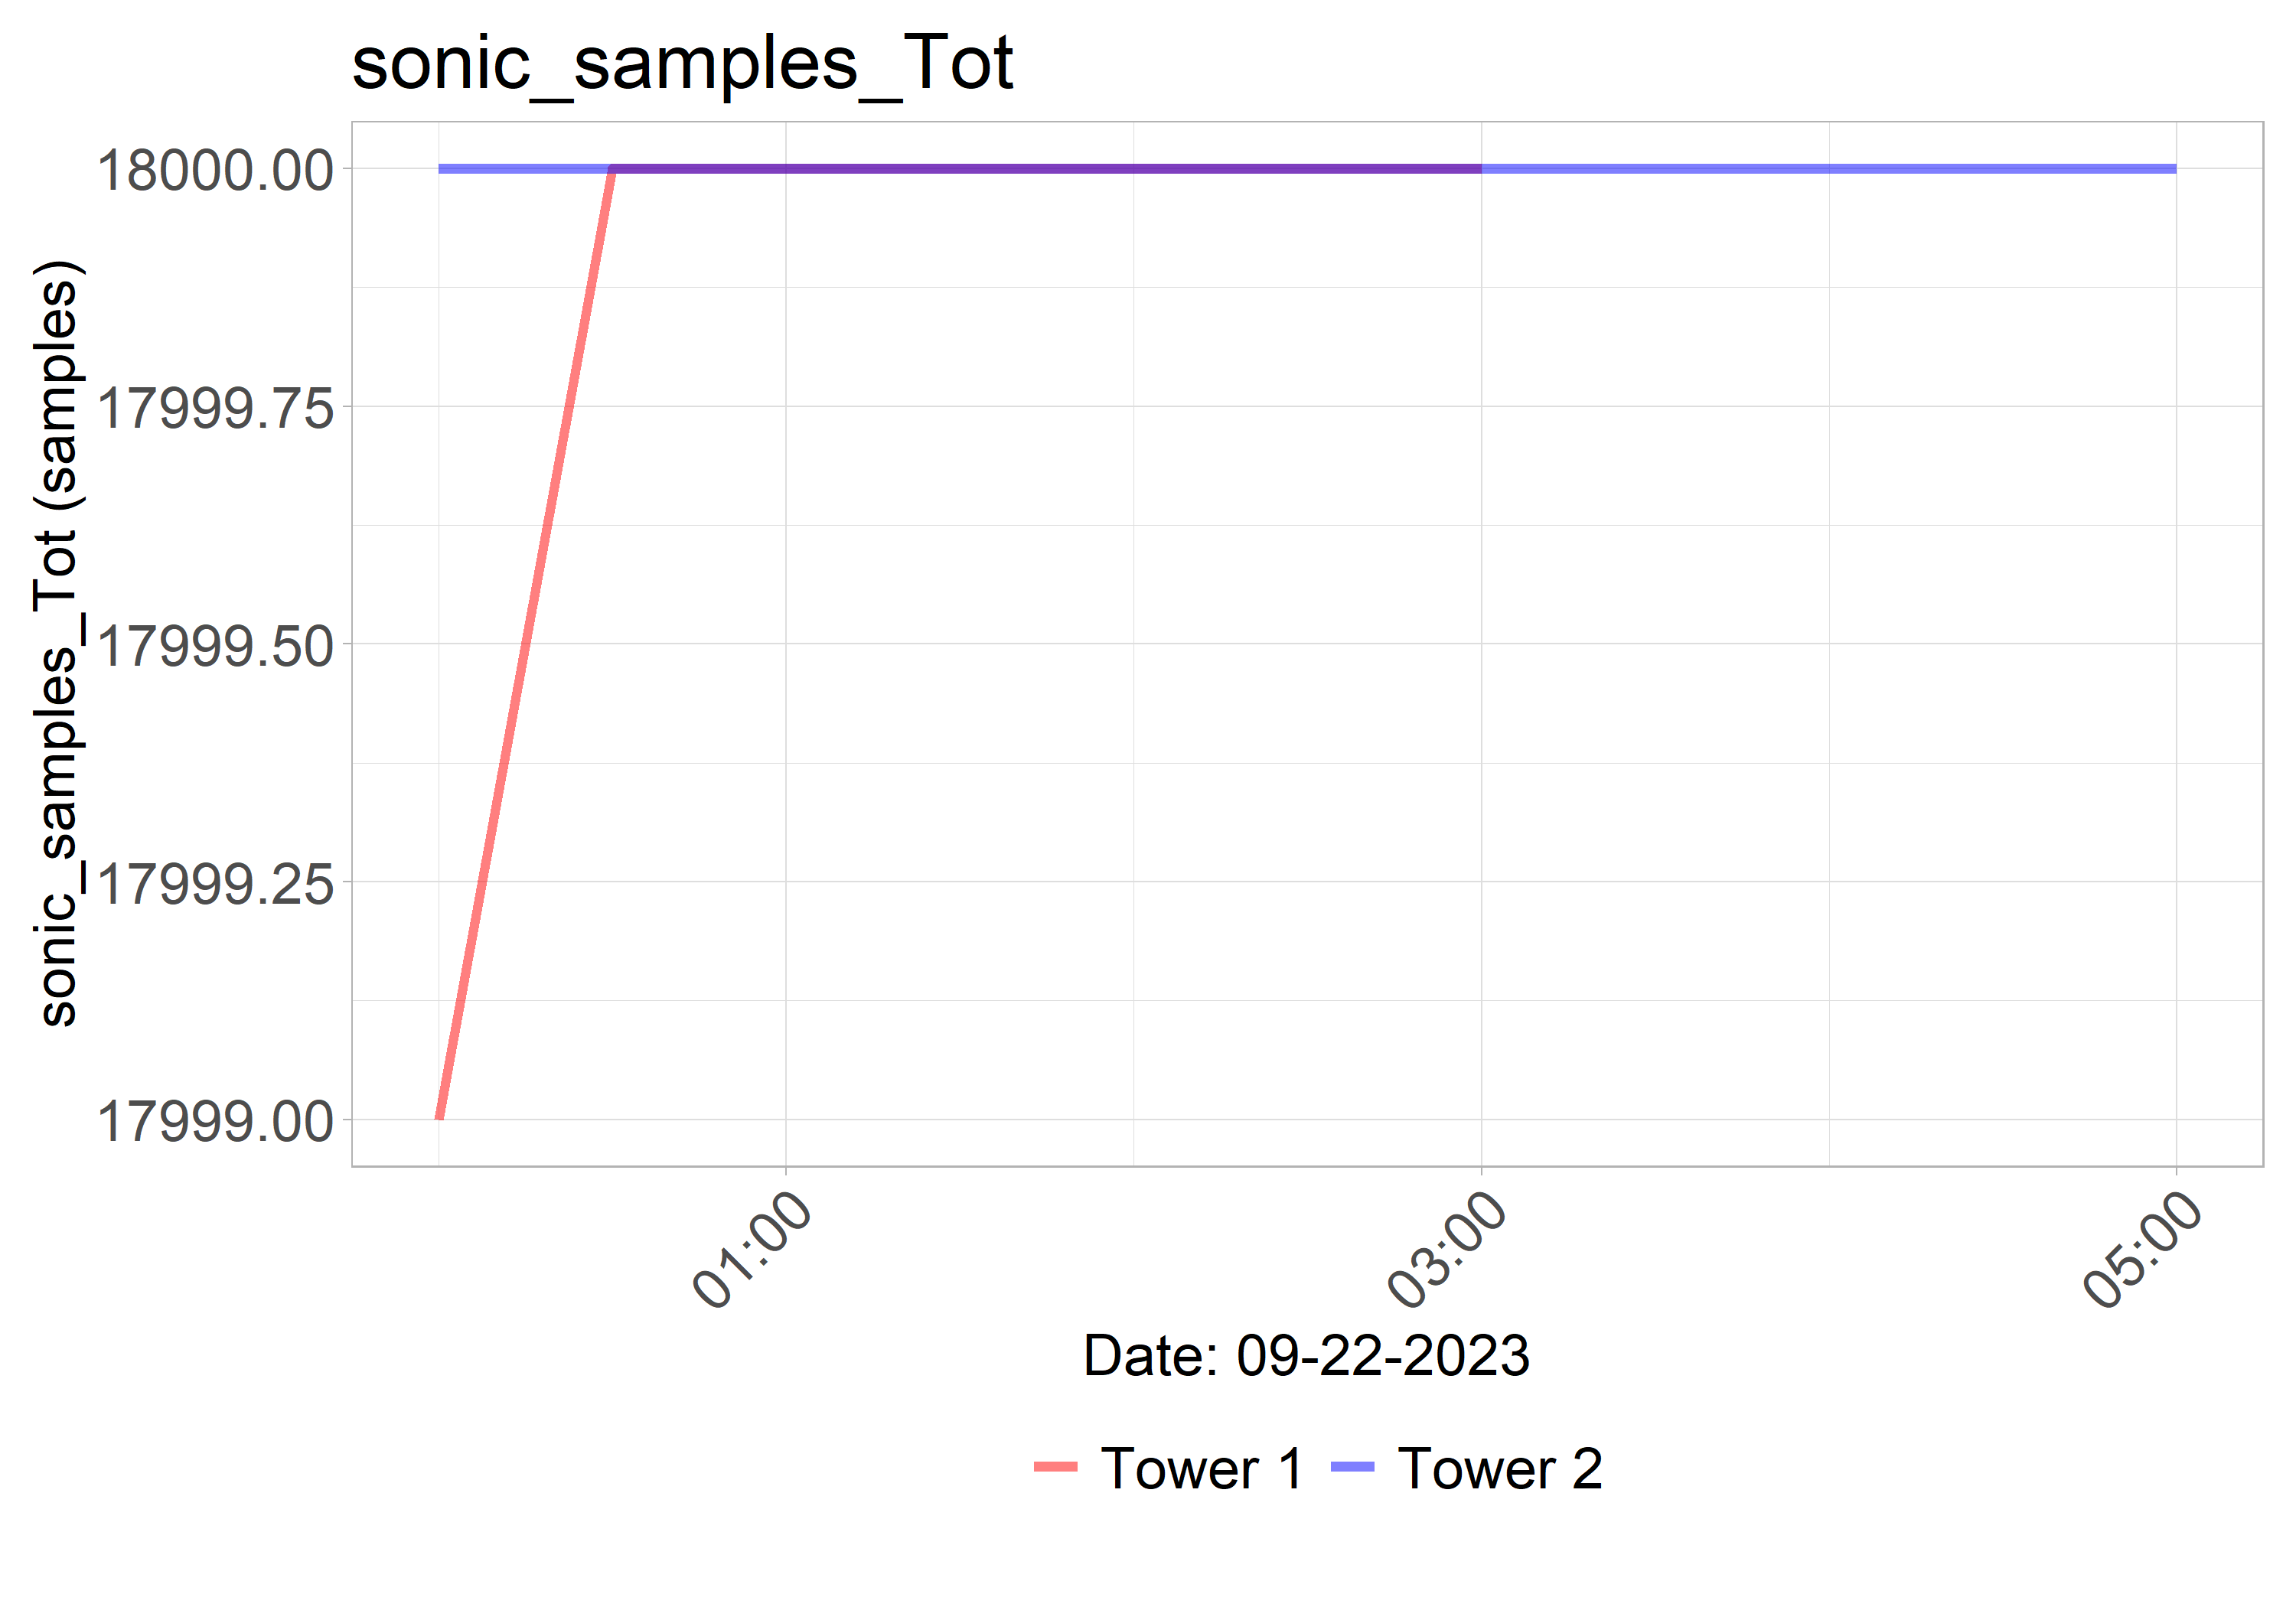 sonic_samples_Tot
sonic_samples_Tot (samples)
18000.00
17999.75
17999.50
17999.25
17999.00
01:00
03:00
05:00
Date: 09-22-2023
Tower 1
Tower 2